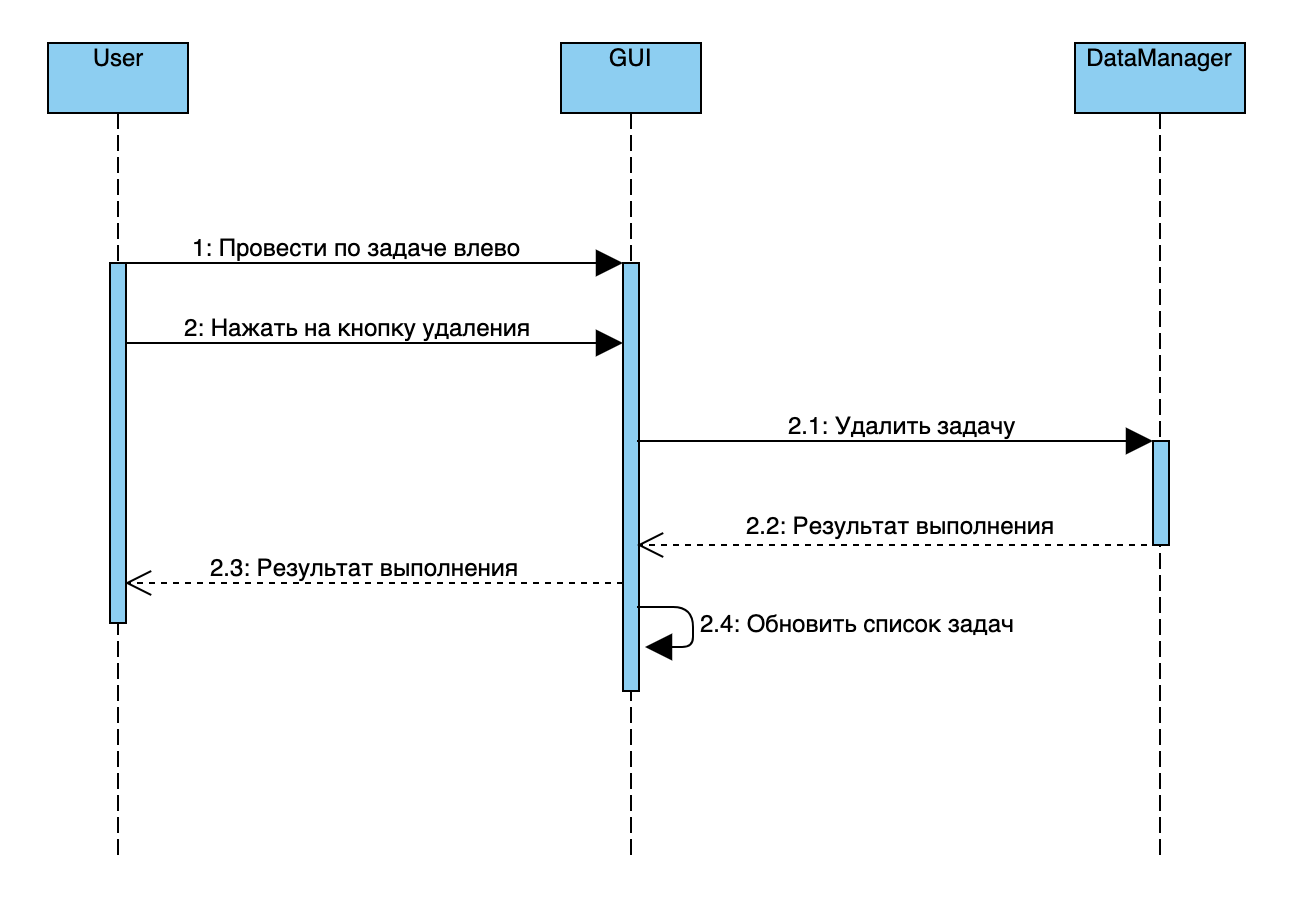 User
GUI
DataManager
1: Провести по задаче влево
2: Нажать на кнопку удаления
2.1: Удалить задачу
2.2: Результат выполнения
2.3: Результат выполнения
2.4: Обновить список задач